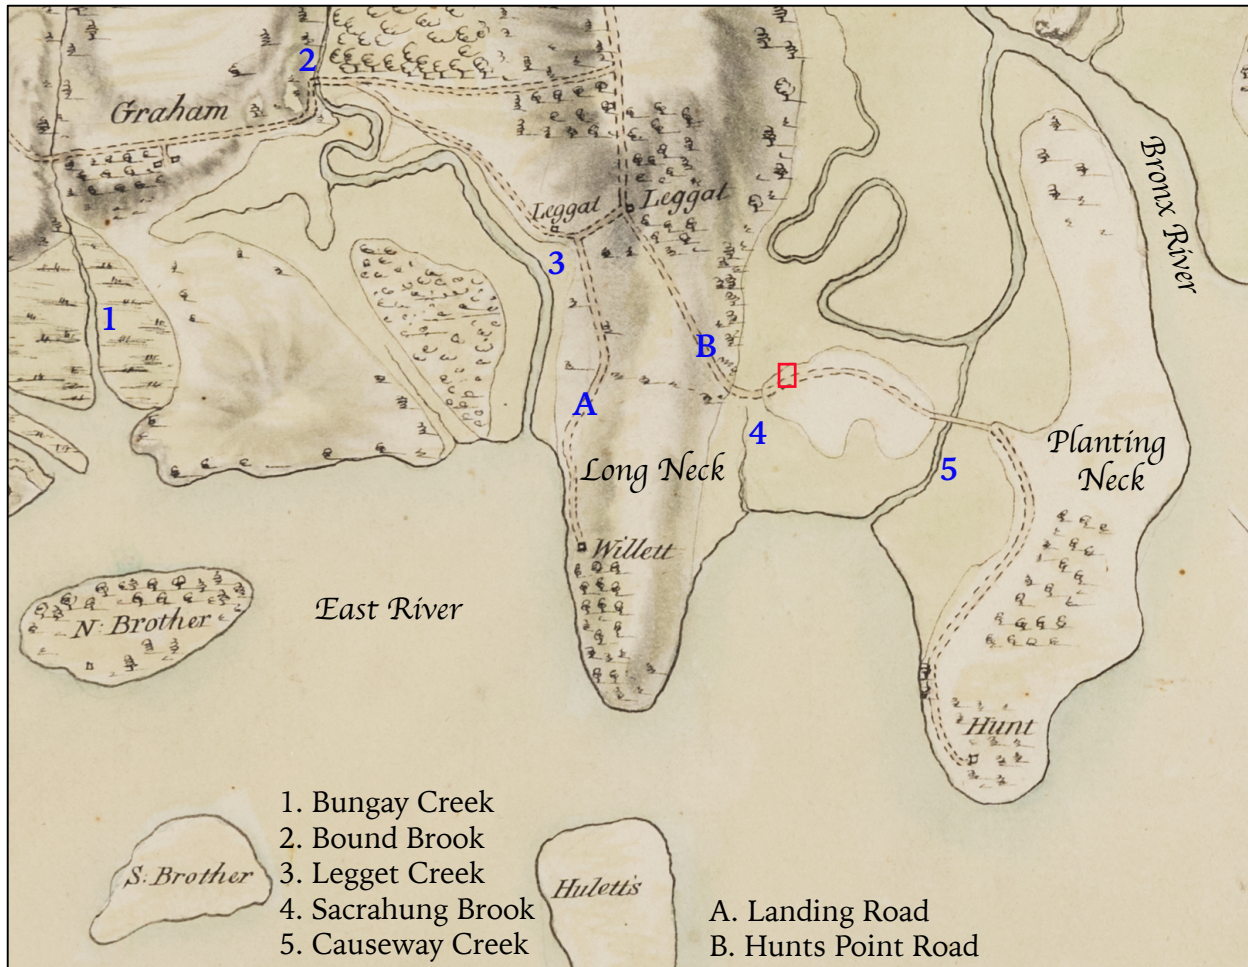 2
Graham
Bronx River
Leggat
Leggat
3
1
B
A
4
Long Neck
5
Planting
Neck
Willett
N: Brother
East River
Hunt
1. Bungay Creek
2. Bound Brook
3. Legget Creek
4. Sacrahung Brook
5. Causeway Creek
S: Brother
Hulett's
A. Landing Road
B. Hunts Point Road